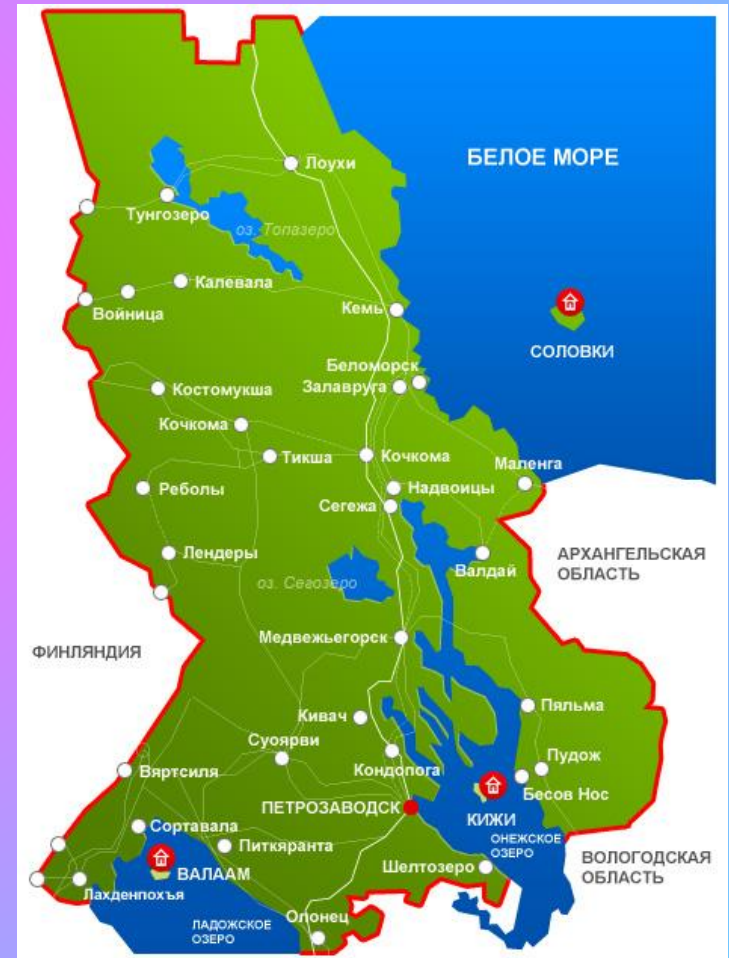 Лоухи
БЕЛОЕ МОРЕ
Тунгозеро
оз. Топазеро
Калевала
Войница
Кемь
СОЛОВКИ
Беломорск
Залавруга
Костомукша
Кочкома
Тикша
Кочкома
Маленга
Реболы
Надвоицы
Сегежа
Лендеры
Валдай
АРХАНГЕЛЬСКАЯ
ОБЛАСТЬ
оз. Сегозеро
Медвежьегорск
ФИНЛЯНДИЯ
Пяльма
Кивач
Суоярви
Кондопога
Пудож
Вяртсиля
Бесов Нос
ПЕТРОЗАВОДСК
КИЖИ
Сортавала
ОНЕЖСКОЕ
ОЗЕРО
Питкяранта
ВОЛОГОДСКАЯ
ОБЛАСТЬ
Шелтозеро
ВАЛААМ
Лахденпохъя
Олонец
ЛАДОЖСКОЕ
ОЗЕРО